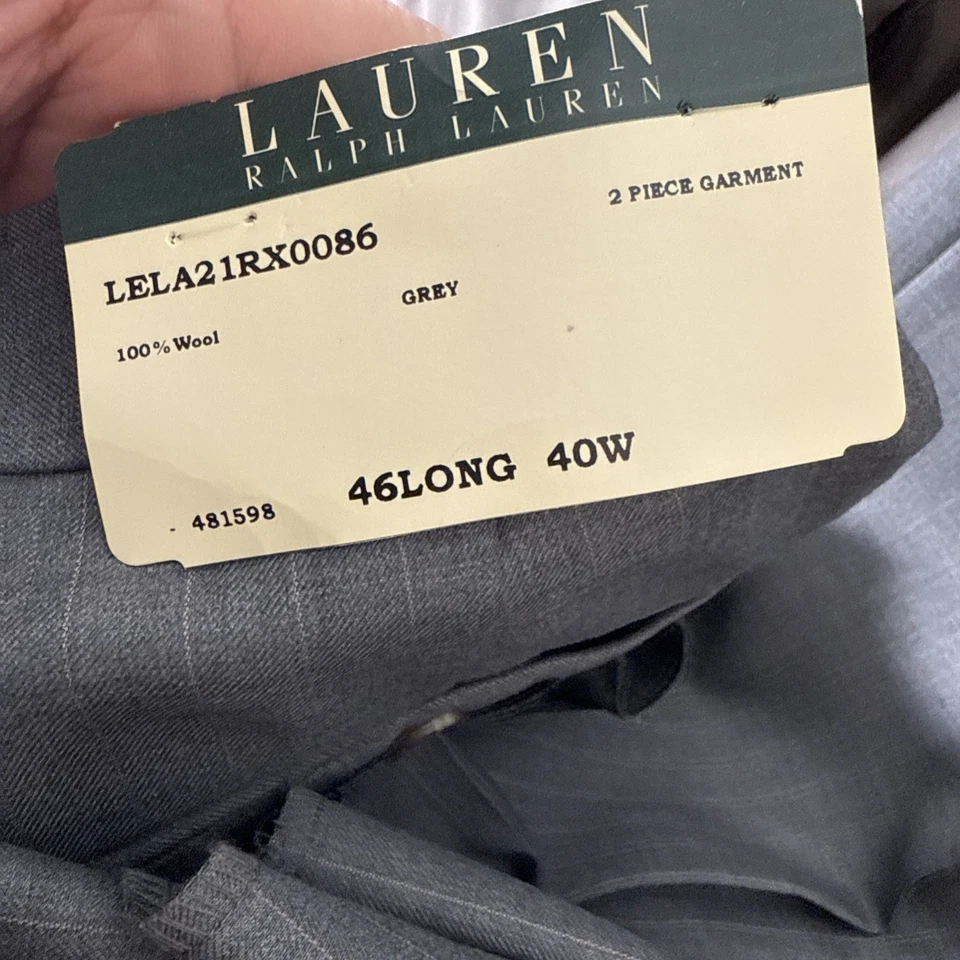 LAUREN
RALPH LAUREN
2 PIECE GARMENT
LELA21RX0086
GREY
100% Wool
46LONG 40W
- 481598